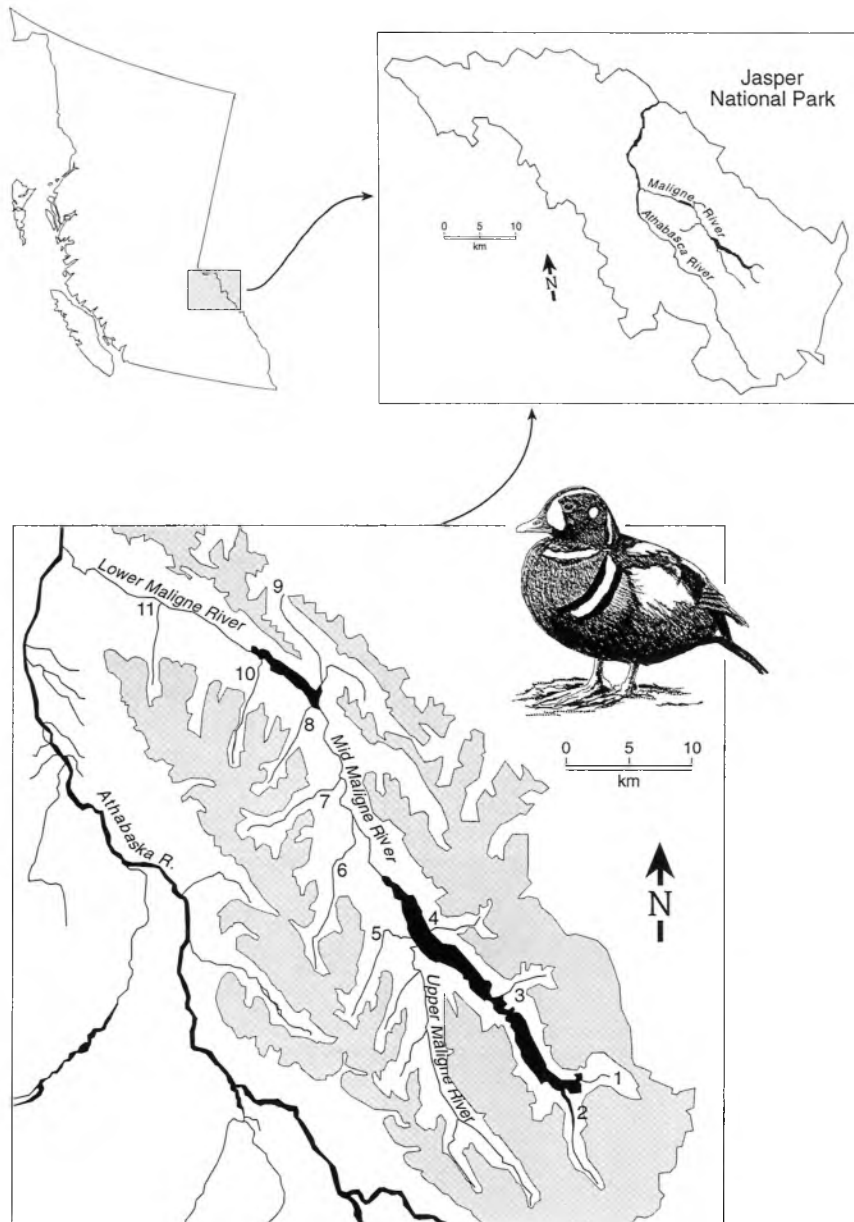 Jasper
National Park
Maligne River
Athabasca River
0 5 10
km
N
9
Lower Maligne River
11
10
8
Mid Maligne River
7
Athabaska R.
6
5
4
3
Upper Maligne River
1
2
0 5 10
km
N